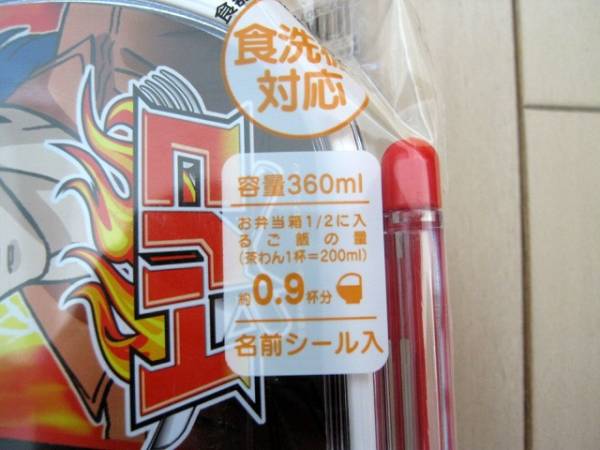 食洗機
対応
容量360ml
お弁当箱1/2に入
るご飯の量
(茶わん1杯=200ml)
約0.9杯分
名前シール入